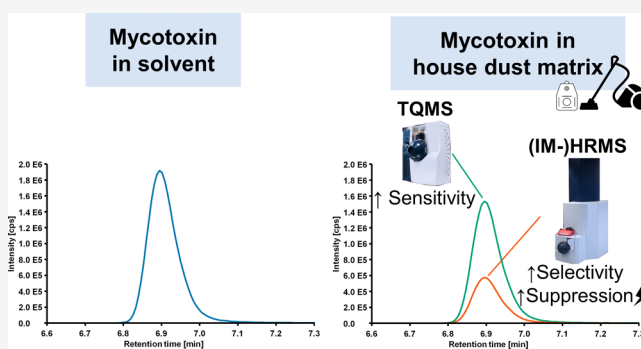 Mycotoxin
in solvent
2.0 E6
1.8 E6
1.6 E6
1.4 E6
1.2 E6
1.0 E6
8.0 E5
6.0 E5
4.0 E5
2.0 E5
0.0
Intensity [cps]
6.6 6.7 6.8 6.9 7.0 7.1 7.2 7.3
Retention time [min]
Mycotoxin in
house dust matrix
TQMS
↑ Sensitivity
(IM-)HRMS
↑Selectivity
↑Suppression
2.0 E6
1.8 E6
1.6 E6
1.4 E6
1.2 E6
1.0 E6
8.0 E5
6.0 E5
4.0 E5
2.0 E5
0.0
Intensity [cps]
6.6 6.7 6.8 6.9 7.0 7.1 7.2 7.3
Retention time [min]